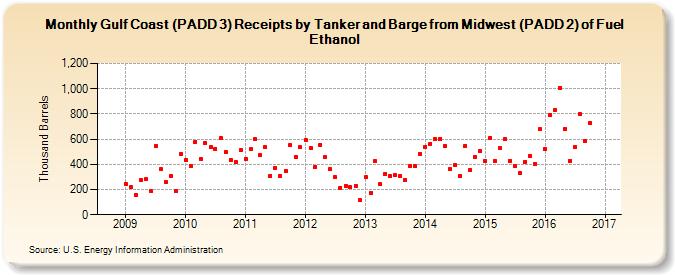 Monthly Gulf Coast (PADD 3) Receipts by Tanker and Barge from Midwest (PADD 2) of Fuel
Ethanol
Thousand Barrels
1,200
1,000
800
600
400
200
0
2009 2010 2011 2012 2013 2014 2015 2016 2017
Source: U.S. Energy Information Administration